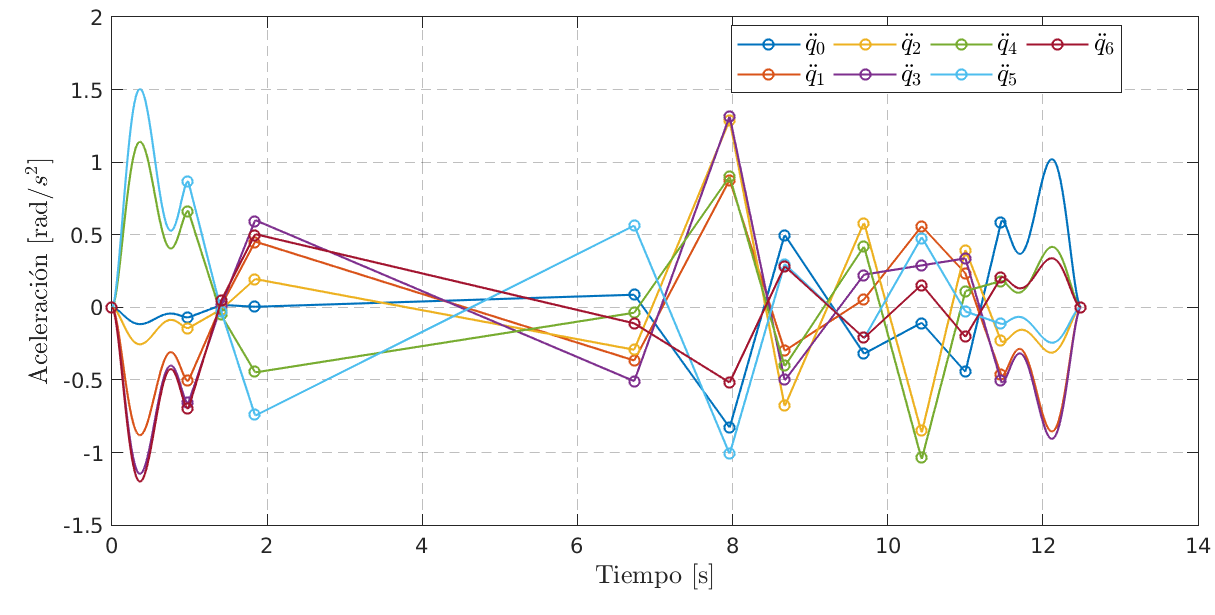 2
1.5
1
0.5
0
-0.5
-1
-1.5
0 2 4 6 8 10 12 14
Aceleración [rad/s²]
Tiempo [s]
q̈₀ q̈₂ q̈₄ q̈₆
q̈₁ q̈₃ q̈₅